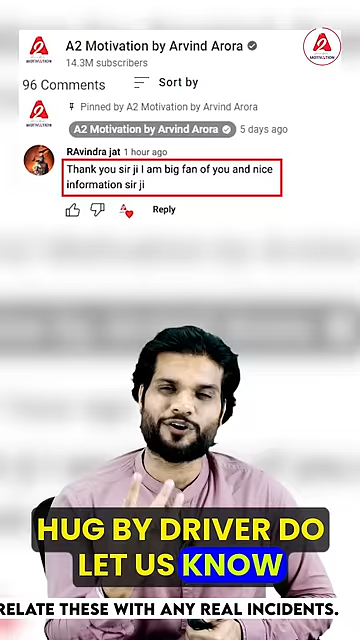 A2 Motivation by Arvind Arora
14.3M subscribers
MOTIVATION
MOTIVATION
96 Comments
Sort by
Pinned by A2 Motivation by Arvind Arora
A2 Motivation by Arvind Arora 5 days ago
MOTIVATION
RAvindra jat 1 hour ago
Thank you sir ji I am big fan of you and nice
information sir ji
Reply
HUG BY DRIVER DO
LET US KNOW
RELATE THESE WITH ANY REAL INCIDENTS.